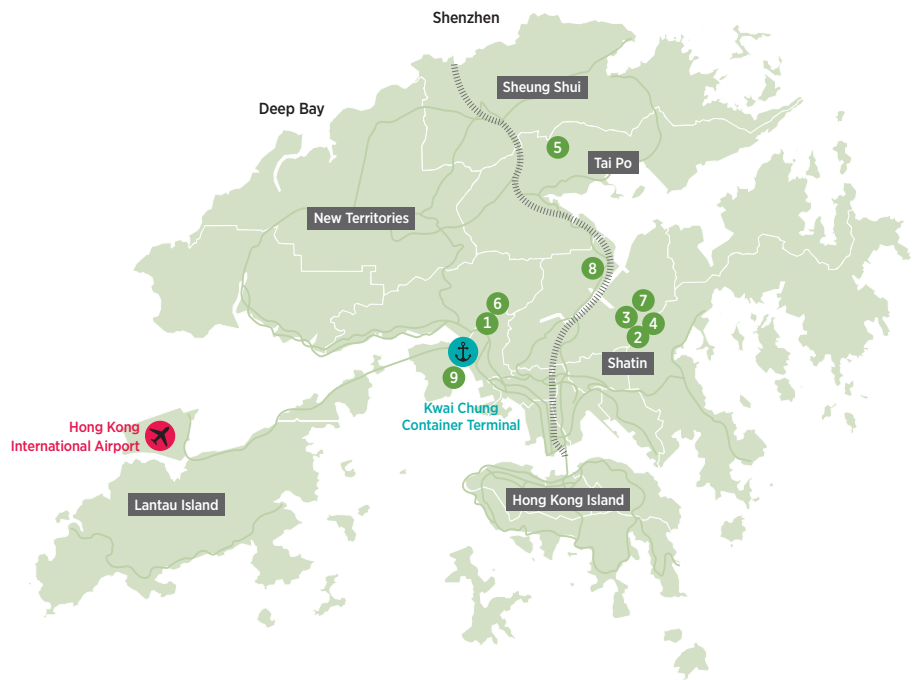 Shenzhen
Sheung Shui
Deep Bay
5
Tai Po
New Territories
8
6
7
1
3
4
2
Shatin
9
Kwai Chung
Container Terminal
Hong Kong
International Airport
Lantau Island
Hong Kong Island